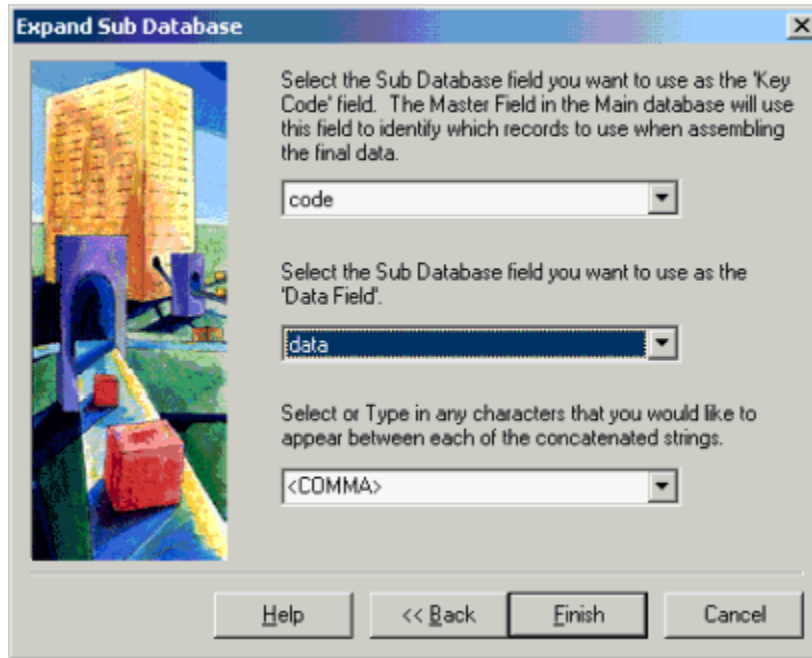 Expand Sub Database
Select the Sub Database field you want to use as the 'Key
Code' field. The Master Field in the Main database will use
this field to identify which records to use when assembling
the final data.
code
Select the Sub Database field you want to use as the
'Data Field'.
data
Select or Type in any characters that you would like to
appear between each of the concatenated strings.
<COMMA>
Help
<< Back
Finish
Cancel